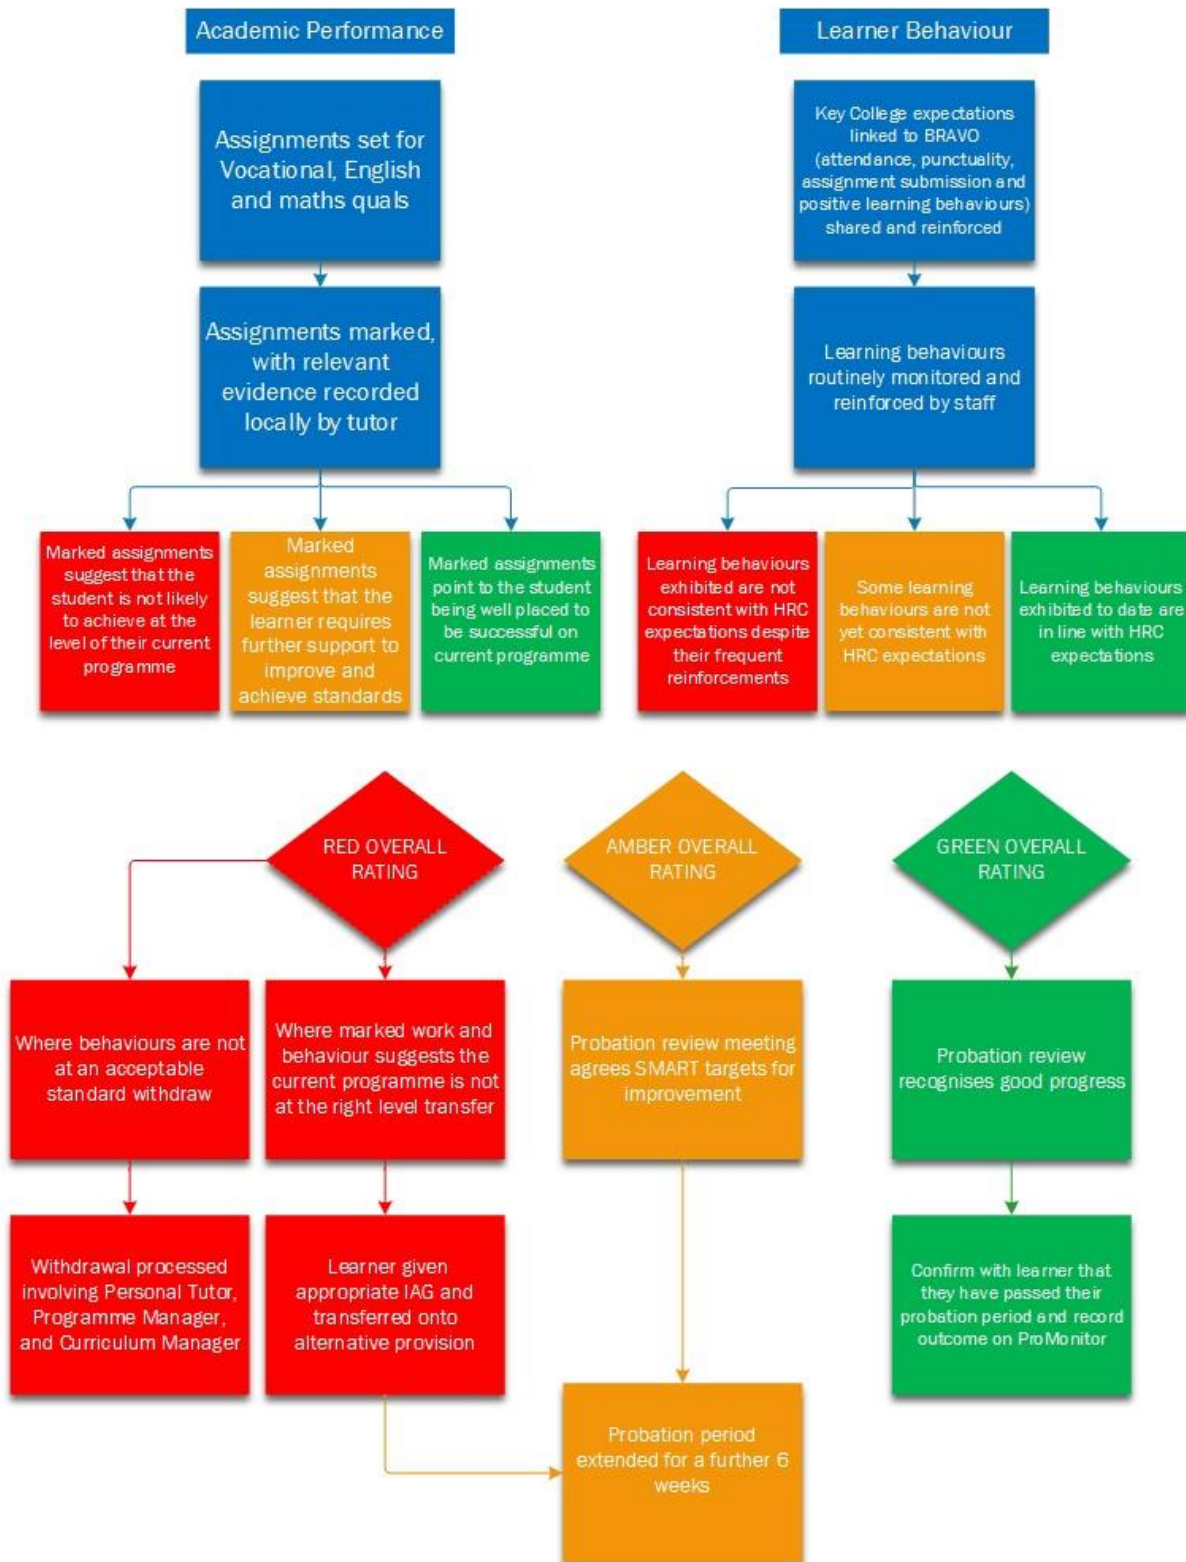 Academic Performance
Learner Behaviour
Assignments set for
Vocational, English
and maths quals
Key College expectations
linked to BRAVO
(attendance, punctuality,
assignment submission and
positive learning behaviours)
shared and reinforced
Assignments marked,
with relevant
evidence recorded
locally by tutor
Learning behaviours
routinely monitored and
reinforced by staff
Marked assignments
suggest that the
student is not likely
to achieve at the
level of their current
programme
Marked
assignments
suggest that the
learner requires
further support to
improve and
achieve standards
Marked assignments
point to the student
being well placed to
be successful on
current programme
Learning behaviours
exhibited are not
consistent with HRC
expectations despite
their frequent
reinforcements
Some learning
behaviours are not
yet consistent with
HRC expectations
Learning behaviours
exhibited to date are
in line with HRC
expectations
RED OVERALL
RATING
AMBER OVERALL
RATING
GREEN OVERALL
RATING
Where behaviours are not
at an acceptable
standard withdraw
Where marked work and
behaviour suggests the
current programme is not
at the right level transfer
Probation review meeting
agrees SMART targets for
improvement
Probation review
recognises good progress
Withdrawal processed
involving Personal Tutor,
Programme Manager,
and Curriculum Manager
Learner given
appropriate IAG and
transferred onto
alternative provision
Confirm with learner that
they have passed their
probation period and record
outcome on ProMonitor
Probation period
extended for a further 6
weeks